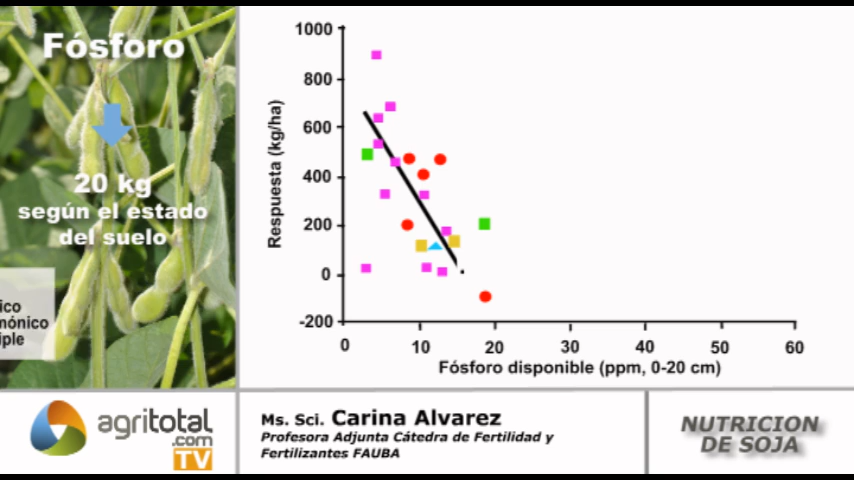 Fósforo
20 kg
según el estado
del suelo
ico
mónico
iple
Respuesta (kg/ha)
1000
800
600
400
200
0
-200
0 10 20 30 40 50 60
Fósforo disponible (ppm, 0-20 cm)
agritotal
.com
TV
Ms. Sci. Carina Alvarez
Profesora Adjunta Cátedra de Fertilidad y
Fertilizantes FAUBA
NUTRICION
DE SOJA